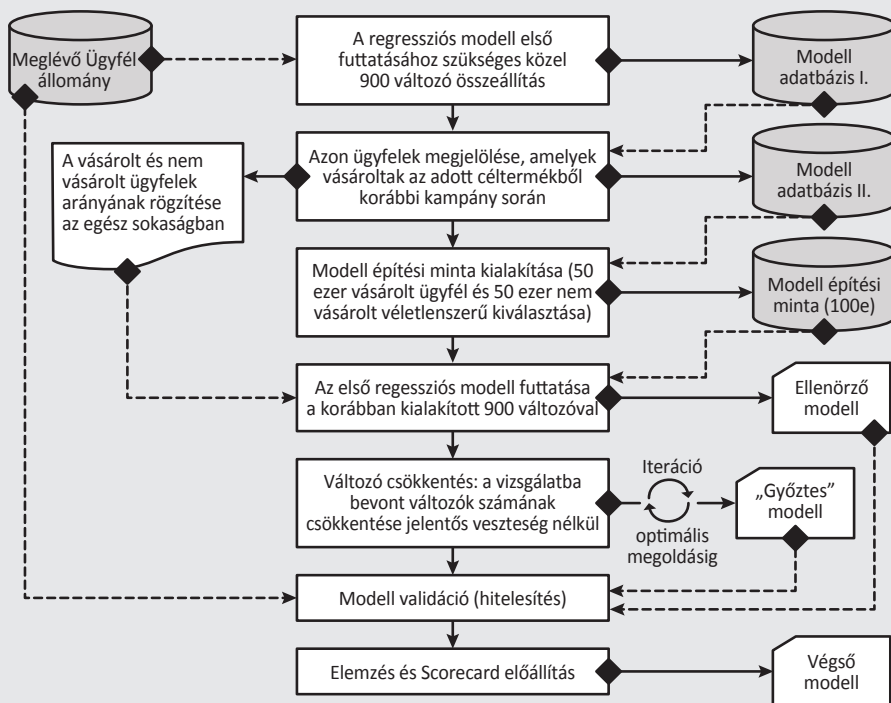 Meglévő Ügyfél
állomány
A regressziós modell első
futtatásához szükséges közel
900 változó összeállítás
Modell
adatbázis I.
A vásárolt és nem
vásárolt ügyfelek
arányának rögzítése
az egész sokaságban
Azon ügyfelek megjelölése, amelyek
vásároltak az adott céltermékből
korábbi kampány során
Modell
adatbázis II.
Modell építési minta kialakítása (50
ezer vásárolt ügyfél és 50 ezer nem
vásárolt véletlenszerű kiválasztása)
Modell építési
minta (100e)
Az első regessziós modell futtatása
a korábban kialakított 900 változóval
Ellenörző
modell
Változó csökkentés: a vizsgálatba
bevont változók számának
csökkentése jelentős veszteség nélkül
Iteráció
optimális
megoldásig
„Győztes”
modell
Modell validáció (hitelesítés)
Elemzés és Scorecard előállítás
Végső
modell